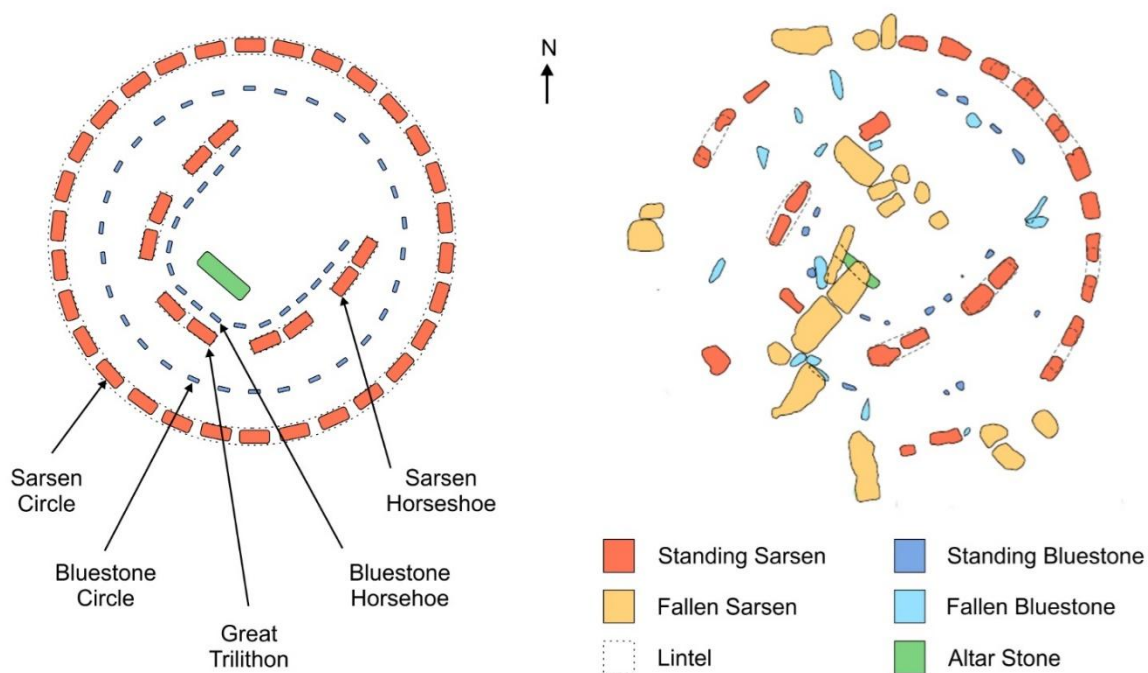 N
Sarsen
Circle
Bluestone
Circle
Great
Trilithon
Bluestone
Horsehoe
Sarsen
Horseshoe
Standing Sarsen
Fallen Sarsen
Lintel
Standing Bluestone
Fallen Bluestone
Altar Stone